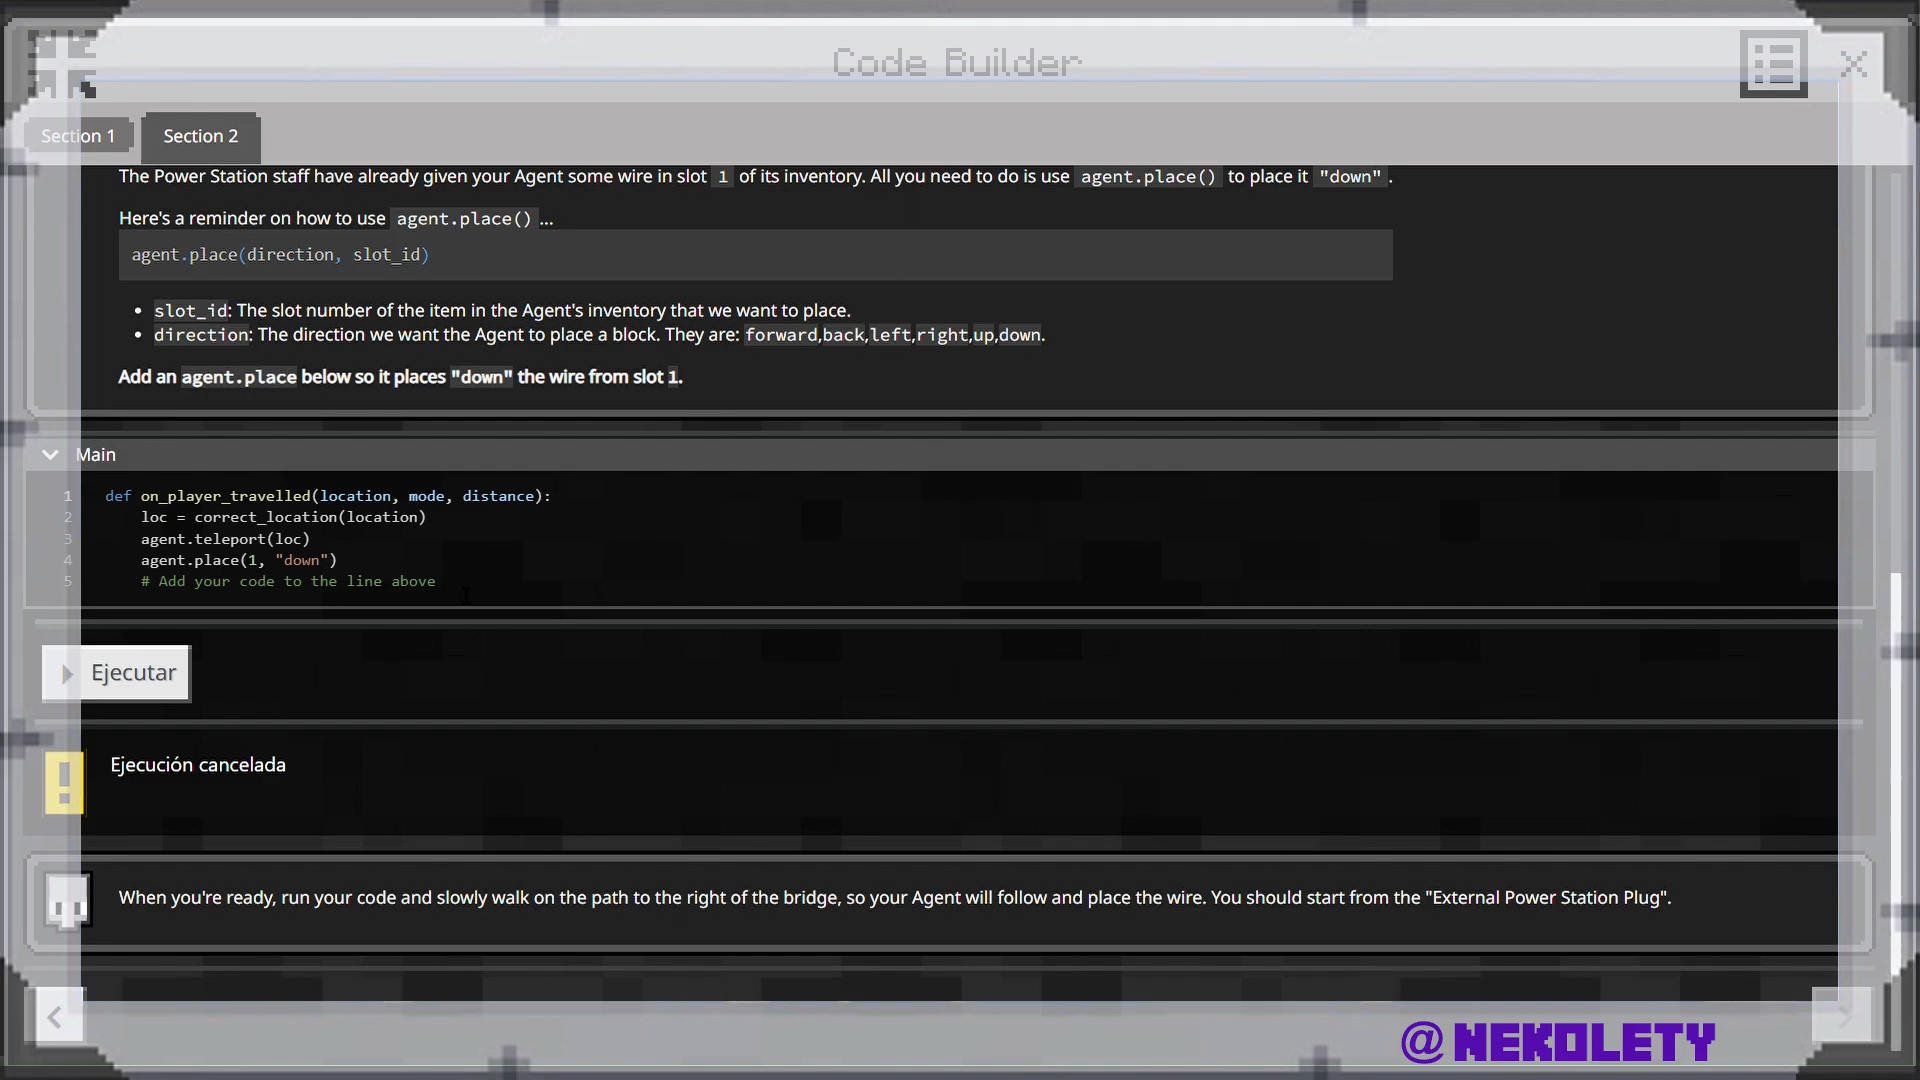 Code Builder
Section 1
Section 2
The Power Station staff have already given your Agent some wire in slot 1 of its inventory. All you need to do is use agent.place() to place it "down".
Here's a reminder on how to use agent.place() ...
agent.place(direction, slot_id)
• slot_id: The slot number of the item in the Agent's inventory that we want to place.
• direction: The direction we want the Agent to place a block. They are: forward,back,left,right,up,down.
Add an agent.place below so it places "down" the wire from slot 1.
Main
1 def on_player_travelled(location, mode, distance):
2 loc = correct_location(location)
3 agent.teleport(loc)
4 agent.place(1, "down")
5 # Add your code to the line above
Ejecutar
Ejecución cancelada
When you're ready, run your code and slowly walk on the path to the right of the bridge, so your Agent will follow and place the wire. You should start from the "External Power Station Plug".
@NEKOLETY